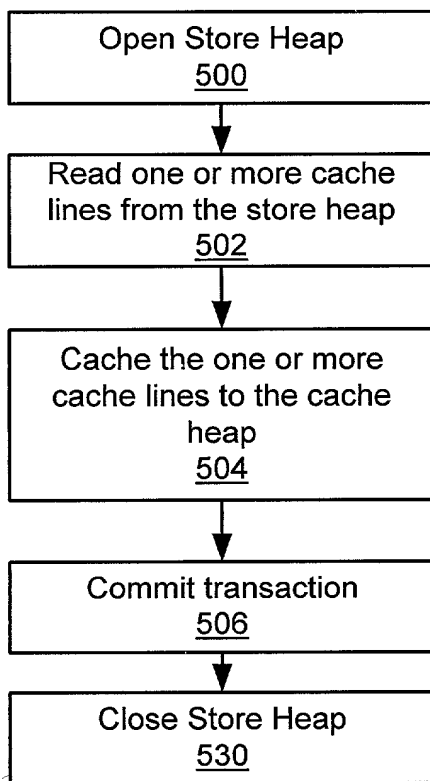 Open Store Heap
500
Read one or more cache
lines from the store heap
502
Cache the one or more
cache lines to the cache
heap
504
Commit transaction
506
Close Store Heap
530